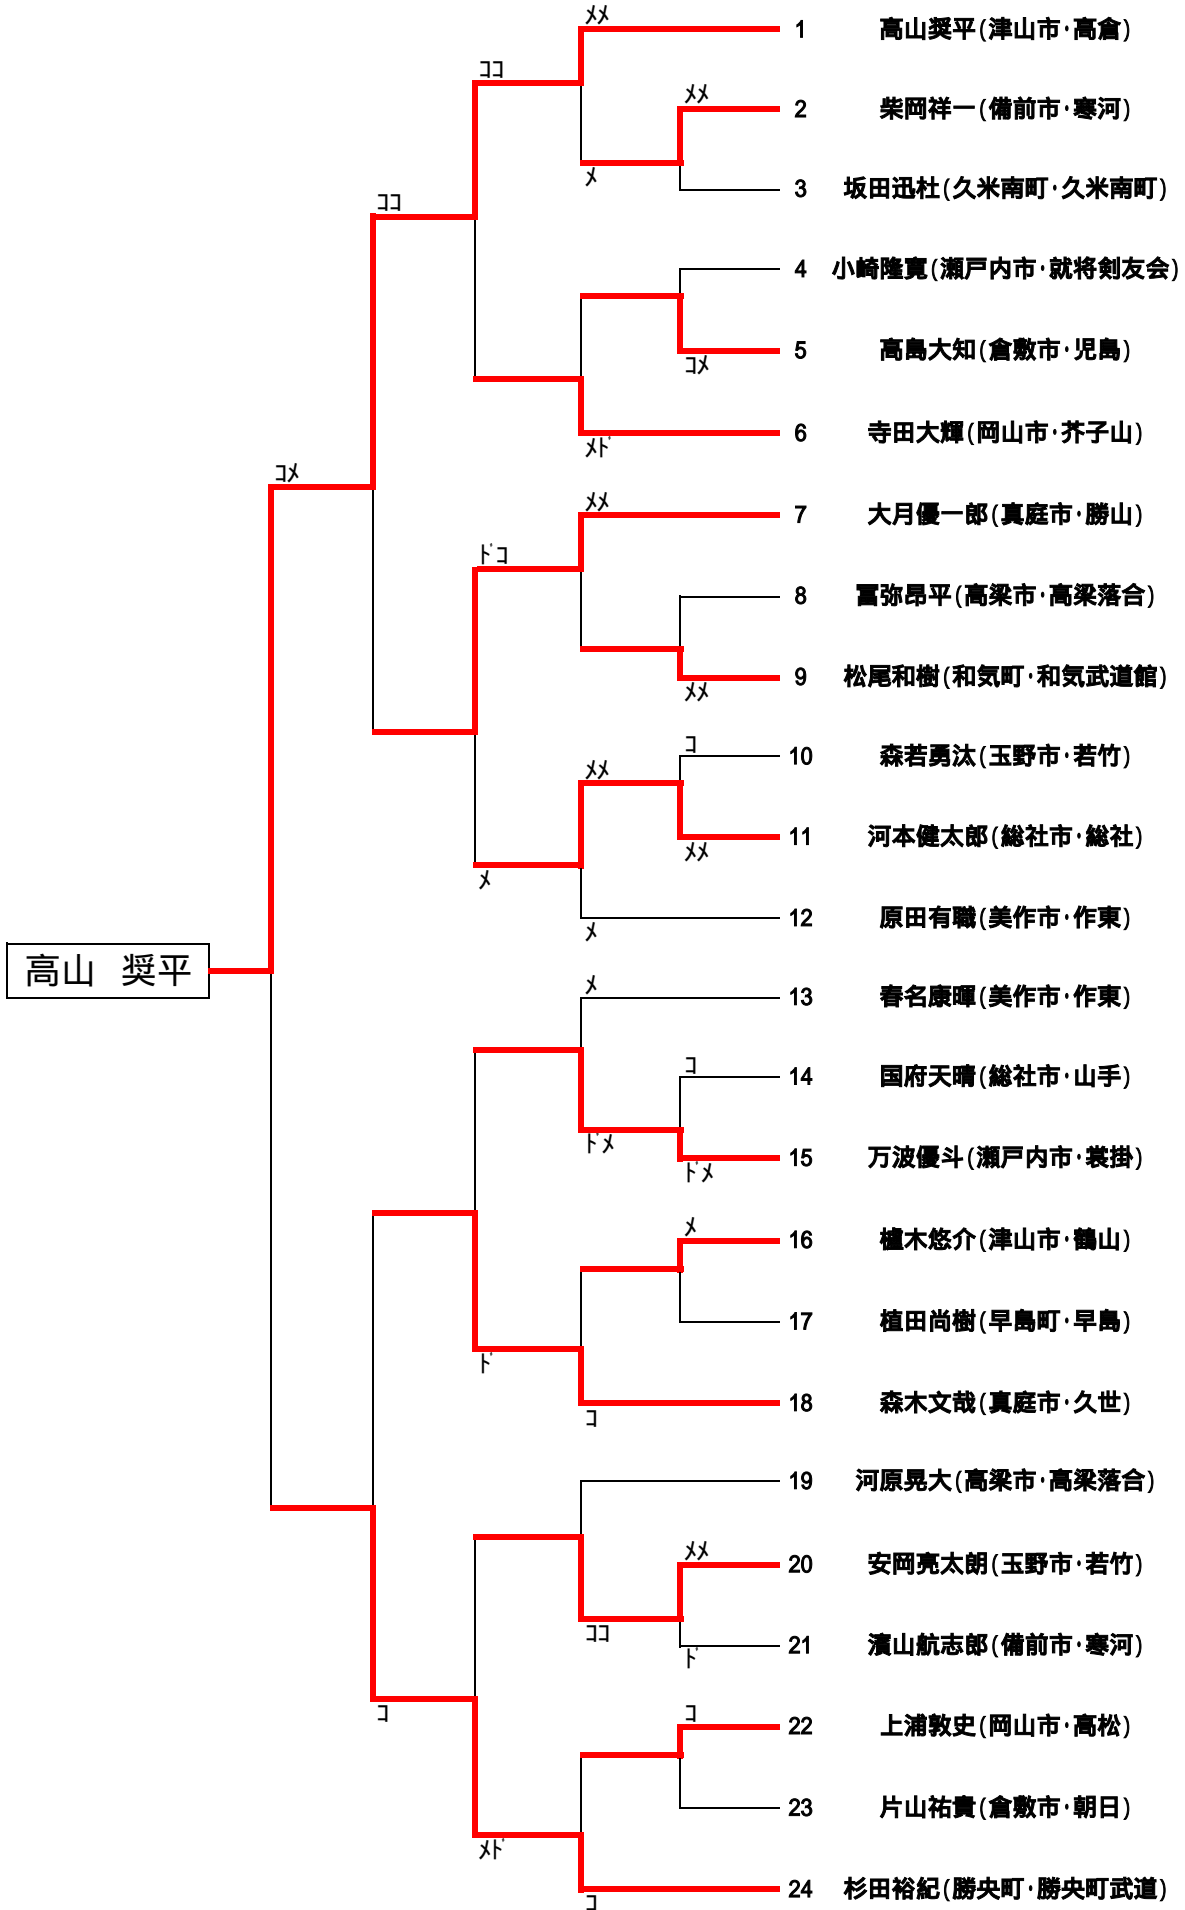 ﾒﾒ
1 高山奨平(津山市･高倉)
ｺｺ
ﾒﾒ
2 柴岡祥一(備前市･寒河)
ﾒ
3 坂田迅杜(久米南町･久米南町)
ｺｺ
4 小崎隆寛(瀬戸内市･就将剣友会)
5 高島大知(倉敷市･児島)
ｺﾒ
6 寺田大輝(岡山市･芥子山)
ﾒﾄﾞ
ｺﾒ
ﾒﾒ
7 大月優一郎(真庭市･勝山)
ﾄﾞｺ
8 冨弥昂平(高梁市･高梁落合)
9 松尾和樹(和気町･和気武道館)
ﾒﾒ
ｺ
10 森若勇汰(玉野市･若竹)
ﾒﾒ
11 河本健太郎(総社市･総社)
ﾒﾒ
ﾒ
12 原田有職(美作市･作東)
ﾒ
高山 奨平
ﾒ
13 春名康暉(美作市･作東)
ｺ
14 国府天晴(総社市･山手)
ﾄﾞﾒ
15 万波優斗(瀬戸内市･裳掛)
ﾄﾞﾒ
ﾒ
16 櫨木悠介(津山市･鶴山)
17 植田尚樹(早島町･早島)
ﾄﾞ
18 森木文哉(真庭市･久世)
ｺ
19 河原晃大(高梁市･高梁落合)
ﾒﾒ
20 安岡亮太朗(玉野市･若竹)
ｺｺ
21 濱山航志郎(備前市･寒河)
ﾄﾞ
ｺ
ｺ
22 上浦敦史(岡山市･高松)
23 片山祐貴(倉敷市･朝日)
ﾒﾄﾞ
24 杉田裕紀(勝央町･勝央町武道)
ｺ